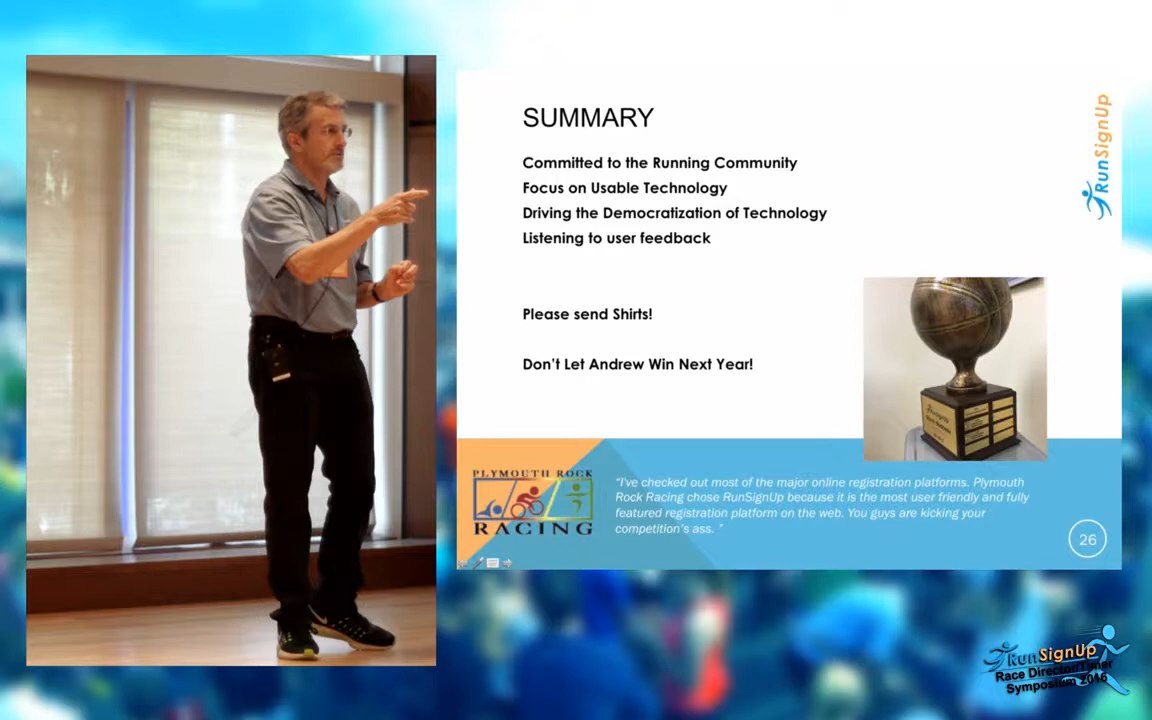 SUMMARY
Committed to the Running Community
Focus on Usable Technology
Driving the Democratization of Technology
Listening to user feedback
Please send Shirts!
Don't Let Andrew Win Next Year!
RunSignUp
PLYMOUTH ROCK
RACING
"I've checked out most of the major online registration platforms. Plymouth
Rock Racing chose RunSignUp because it is the most user friendly and fully
featured registration platform on the web. You guys are kicking your
competition's ass. "
26
RunSignUp
Race Director/Timer
Symposium 2016